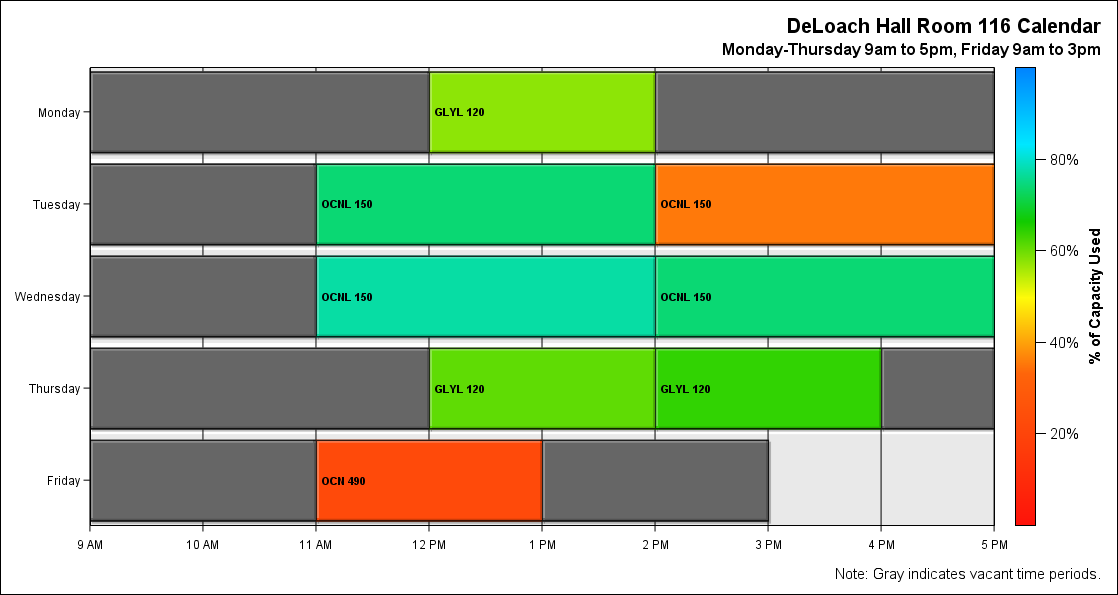 DeLoach Hall Room 116 Calendar
Monday-Thursday 9am to 5pm, Friday 9am to 3pm
Monday
GLYL 120
Tuesday
OCNL 150
OCNL 150
Wednesday
OCNL 150
OCNL 150
Thursday
GLYL 120
GLYL 120
Friday
OCN 490
9 AM
10 AM
11 AM
12 PM
1 PM
2 PM
3 PM
4 PM
5 PM
80%
60%
40%
20%
% of Capacity Used
Note: Gray indicates vacant time periods.